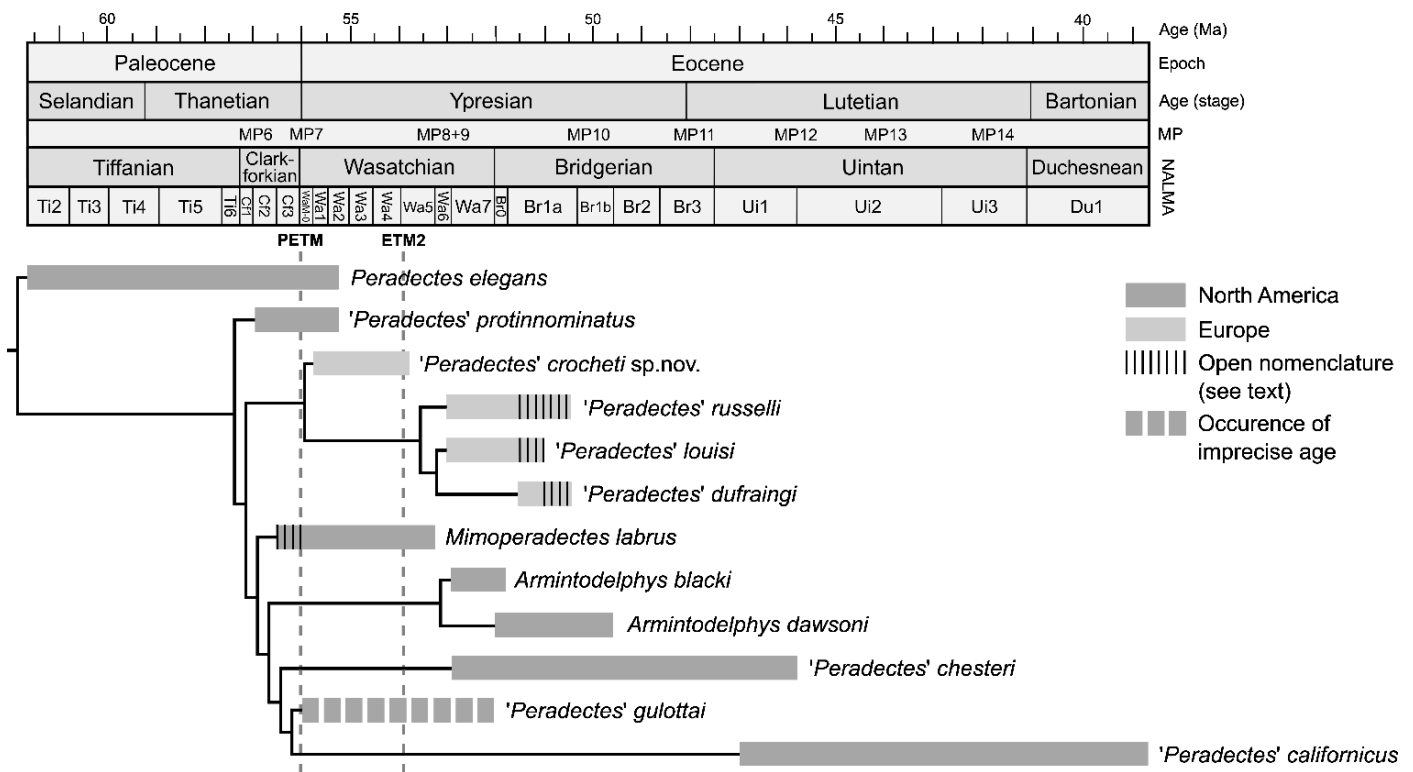 60 55 50 45 40 Age (Ma)
Paleocene Eocene Epoch
Selandian Thanetian Ypresian Lutetian Bartonian Age (stage)
MP6 MP7 MP8+9 MP10 MP11 MP12 MP13 MP14 MP
Tiffanian Clark-
forkian Wasatchian Bridgerian Uintan Duchesnean NALMA
Ti2 Ti3 Ti4 Ti5 Ti6 Cf1 Cf2 Cf3 WaM-0 Wa1 Wa2 Wa3 Wa4 Wa5 Wa6 Wa7 Br0 Br1a Br1b Br2 Br3 Ui1 Ui2 Ui3 Du1
PETM ETM2
Peradectes elegans
'Peradectes' protinnominatus
'Peradectes' crocheti sp.nov.
'Peradectes' russelli
'Peradectes' louisi
'Peradectes' dufraingi
Mimoperadectes labrus
Armintodelphys blacki
Armintodelphys dawsoni
'Peradectes' chesteri
'Peradectes' gulottai
'Peradectes' californicus
North America
Europe
Open nomenclature
(see text)
Occurence of
imprecise age